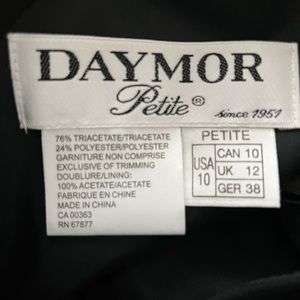 DAYMOR
Petite®
since 1951
76% TRIACETATE/TRIACETATE
24% POLYESTER/POLYESTER
GARNITURE NON COMPRISE
EXCLUSIVE OF TRIMMING
DOUBLURE/LINING:
100% ACETATE/ACETATE
FABRIQUE EN CHINE
MADE IN CHINA
CA 00363
RN 67877
PETITE
USA 10
CAN 10
UK 12
GER 38